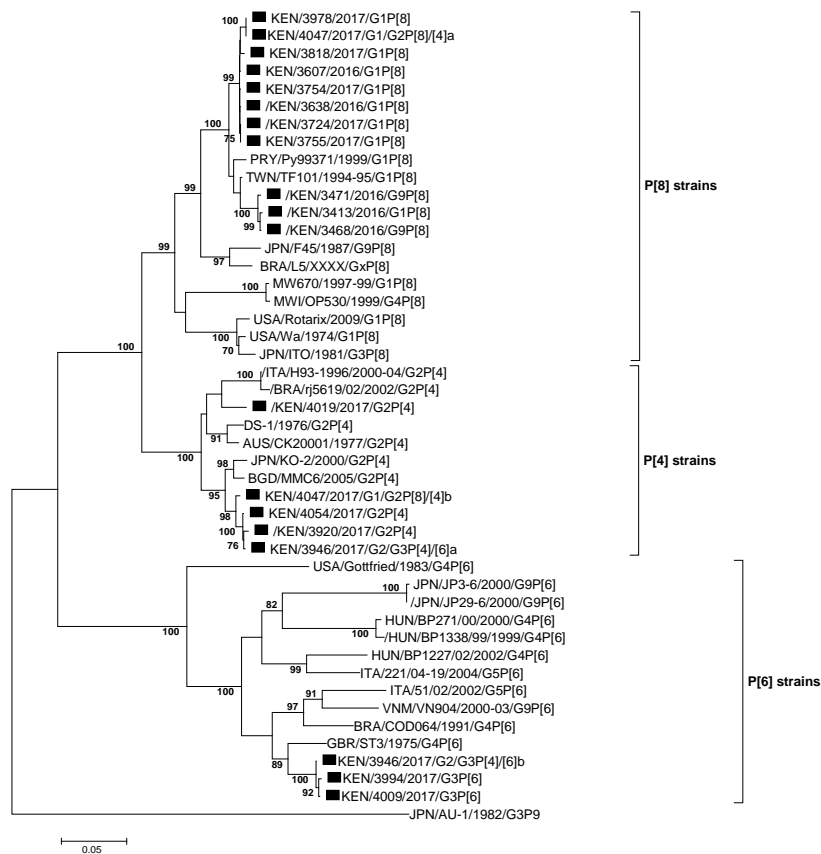 100
KEN/3978/2017/G1P[8]
KEN/4047/2017/G1/G2P[8]/[4]a
KEN/3818/2017/G1P[8]
99
KEN/3607/2016/G1P[8]
KEN/3754/2017/G1P[8]
/KEN/3638/2016/G1P[8]
100
/KEN/3724/2017/G1P[8]
75
KEN/3755/2017/G1P[8]
PRY/Py99371/1999/G1P[8]
TWN/TF101/1994-95/G1P[8]
99
P[8] strains
/KEN/3471/2016/G9P[8]
100
/KEN/3413/2016/G1P[8]
99
/KEN/3468/2016/G9P[8]
99
JPN/F45/1987/G9P[8]
97
BRA/L5/XXXX/GxP[8]
100
MW670/1997-99/G1P[8]
MWI/OP530/1999/G4P[8]
USA/Rotarix/2009/G1P[8]
100
USA/Wa/1974/G1P[8]
100
70
JPN/ITO/1981/G3P[8]
/ITA/H93-1996/2000-04/G2P[4]
100
/BRA/rj5619/02/2002/G2P[4]
/KEN/4019/2017/G2P[4]
DS-1/1976/G2P[4]
91
AUS/CK20001/1977/G2P[4]
P[4] strains
100
JPN/KO-2/2000/G2P[4]
98
BGD/MMC6/2005/G2P[4]
95
KEN/4047/2017/G1/G2P[8]/[4]b
98
KEN/4054/2017/G2P[4]
100
/KEN/3920/2017/G2P[4]
76
KEN/3946/2017/G2/G3P[4]/[6]a
USA/Gottfried/1983/G4P[6]
100
JPN/JP3-6/2000/G9P[6]
/JPN/JP29-6/2000/G9P[6]
82
HUN/BP271/00/2000/G4P[6]
100
/HUN/BP1338/99/1999/G4P[6]
100
HUN/BP1227/02/2002/G4P[6]
99
ITA/221/04-19/2004/G5P[6]
P[6] strains
100
ITA/51/02/2002/G5P[6]
91
VNM/VN904/2000-03/G9P[6]
97
BRA/COD064/1991/G4P[6]
GBR/ST3/1975/G4P[6]
89
KEN/3946/2017/G2/G3P[4]/[6]b
100
KEN/3994/2017/G3P[6]
92
KEN/4009/2017/G3P[6]
JPN/AU-1/1982/G3P9
0.05